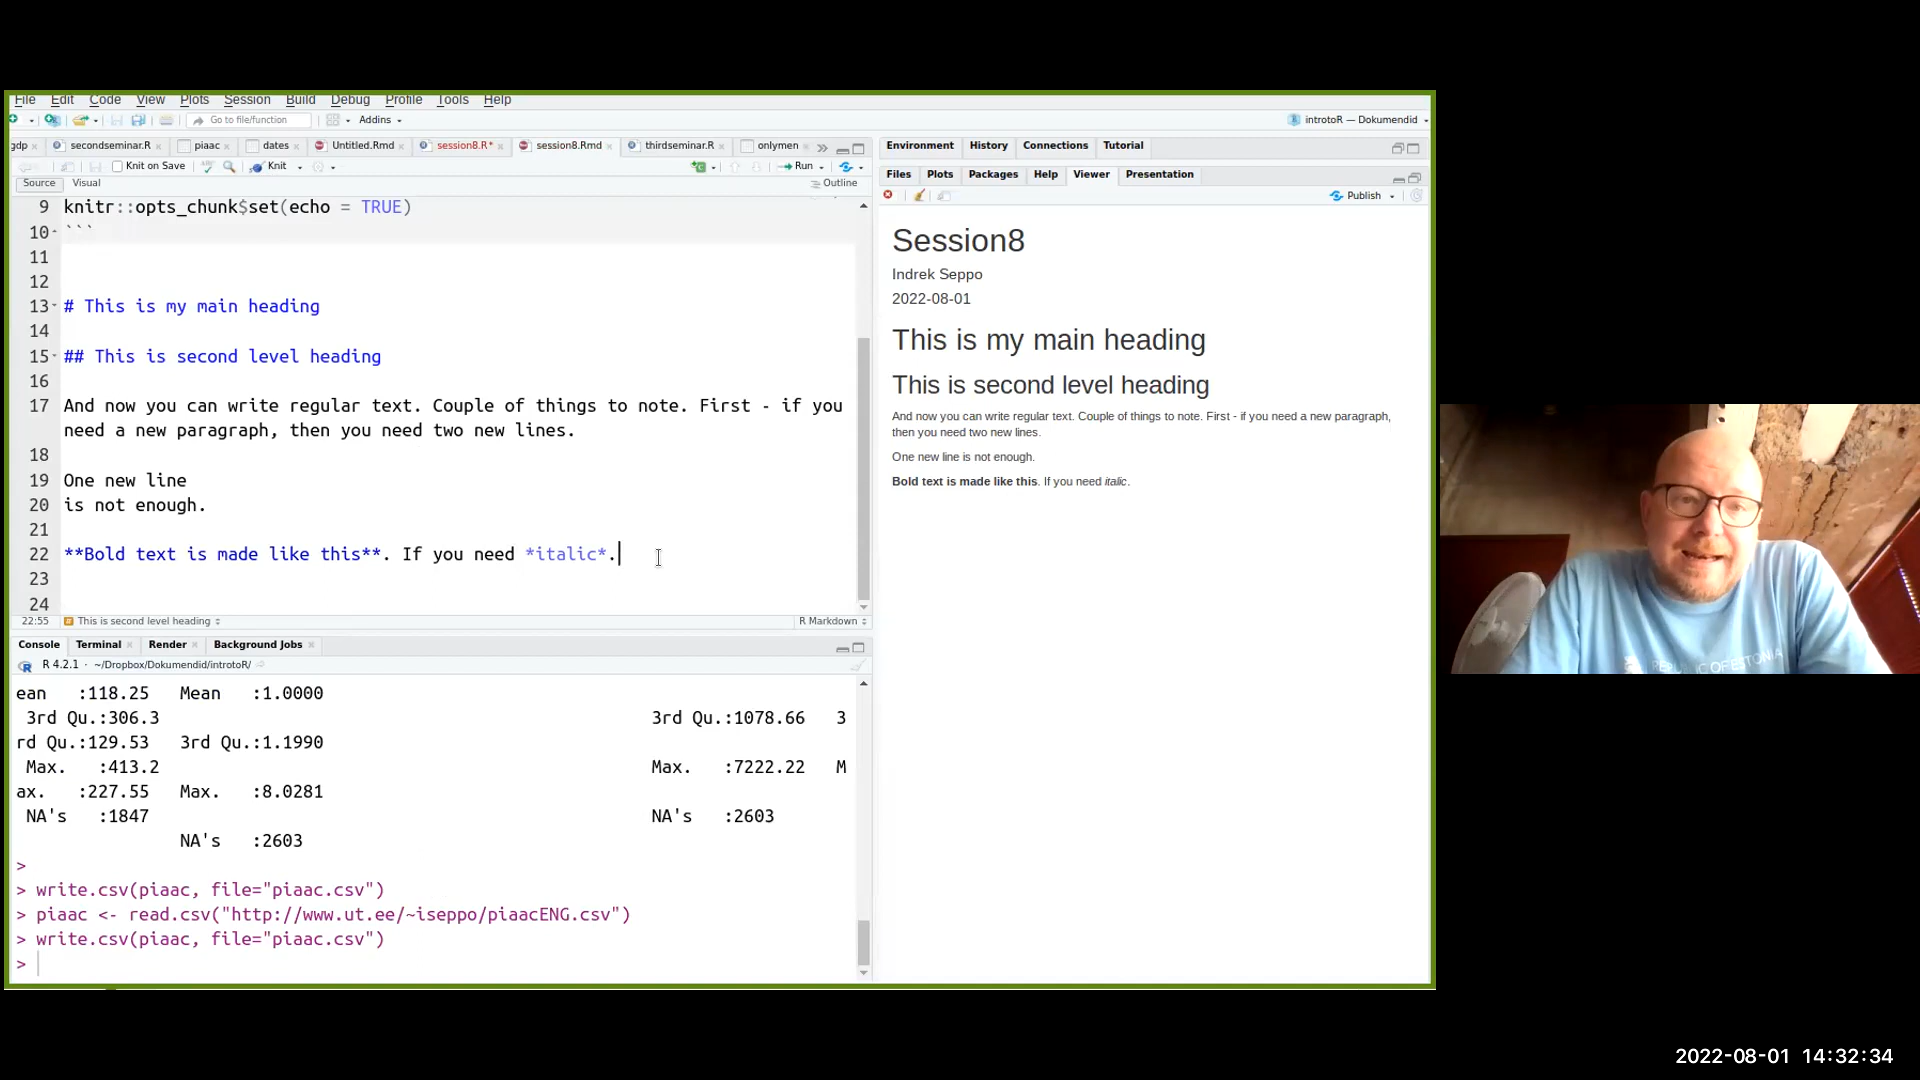 File Edit Code View Plots Session Build Debug Profile Tools Help
Go to file/function Addins introtoR — Dokumendid
gdp secondseminar.R piaac dates Untitled.Rmd session8.R* session8.Rmd thirdseminar.R onlymen
Knit on Save Knit Run
Source Visual Outline
9 knitr::opts_chunk$set(echo = TRUE)
10 ```
11
12
13 # This is my main heading
14
15 ## This is second level heading
16
17 And now you can write regular text. Couple of things to note. First - if you
need a new paragraph, then you need two new lines.
18
19 One new line
20 is not enough.
21
22 **Bold text is made like this**. If you need *italic*.
23
24
22:55 This is second level heading R Markdown
Console Terminal Render Background Jobs
R 4.2.1 · ~/Dropbox/Dokumendid/introtoR/
ean :118.25 Mean :1.0000
3rd Qu.:306.3 3rd Qu.:1078.66 3
rd Qu.:129.53 3rd Qu.:1.1990
Max. :413.2 Max. :7222.22 M
ax. :227.55 Max. :8.0281
NA's :1847 NA's :2603
NA's :2603
>
> write.csv(piaac, file="piaac.csv")
> piaac <- read.csv("http://www.ut.ee/~iseppo/piaacENG.csv")
> write.csv(piaac, file="piaac.csv")
>
Environment History Connections Tutorial
Files Plots Packages Help Viewer Presentation
Publish
Session8
Indrek Seppo
2022-08-01
This is my main heading
This is second level heading
And now you can write regular text. Couple of things to note. First - if you need a new paragraph,
then you need two new lines.
One new line is not enough.
Bold text is made like this. If you need italic.
REPUBLIC OF ESTONIA
2022-08-01 14:32:34